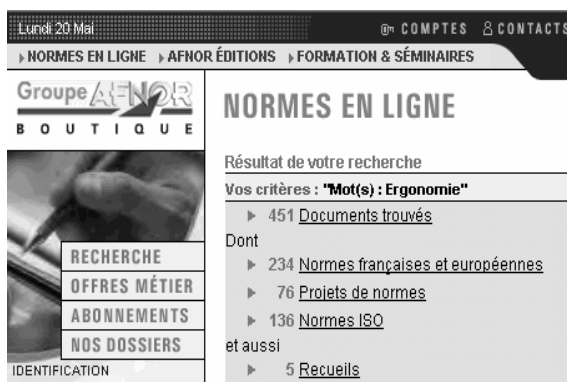 Lundi 20 Mai
COMPTES CONTACTS
NORMES EN LIGNE AFNOR ÉDITIONS FORMATION & SÉMINAIRES
Groupe AFNOR
BOUTIQUE
NORMES EN LIGNE
Résultat de votre recherche
Vos critères : "Mot(s) : Ergonomie"
451 Documents trouvés
Dont
234 Normes françaises et européennes
76 Projets de normes
136 Normes ISO
et aussi
5 Recueils
RECHERCHE
OFFRES MÉTIER
ABONNEMENTS
NOS DOSSIERS
IDENTIFICATION